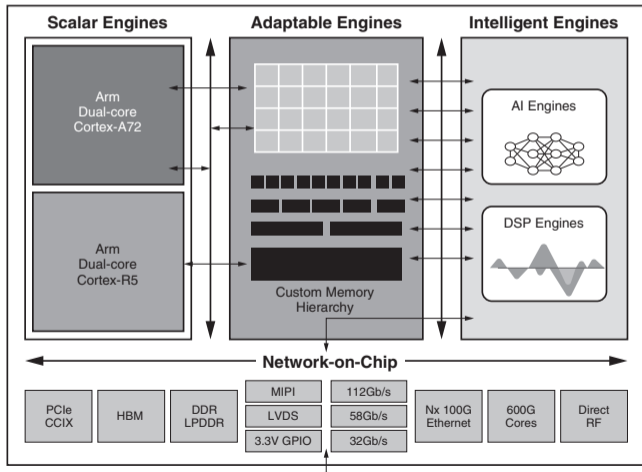 Scalar Engines
Adaptable Engines
Intelligent Engines
Arm
Dual-core
Cortex-A72
Arm
Dual-core
Cortex-R5
Custom Memory
Hierarchy
AI Engines
DSP Engines
Network-on-Chip
PCIe
CCIX
HBM
DDR
LPDDR
MIPI
LVDS
3.3V GPIO
112Gb/s
58Gb/s
32Gb/s
Nx 100G
Ethernet
600G
Cores
Direct
RF